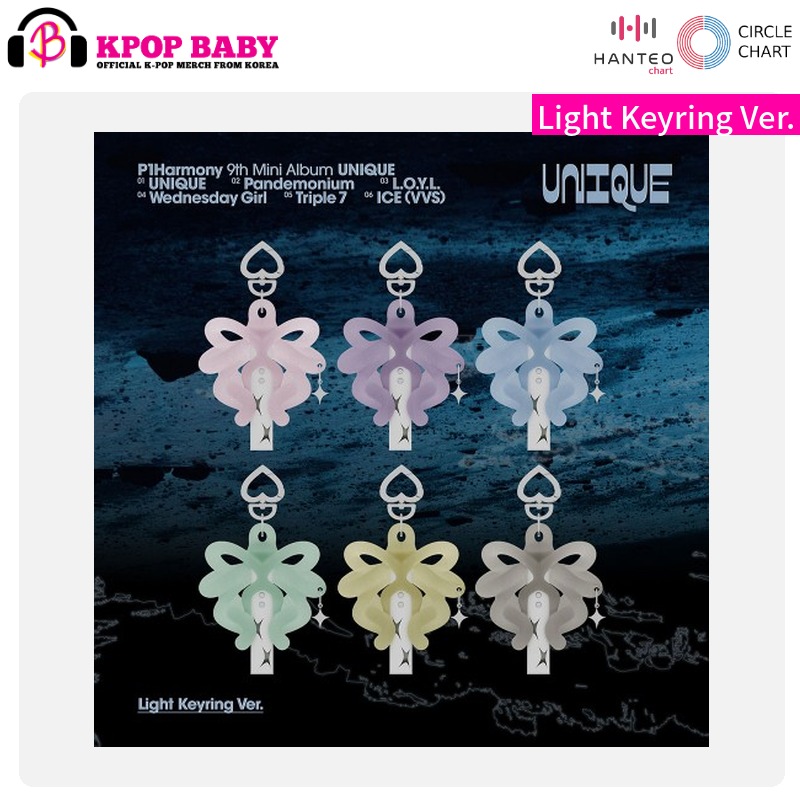 B KPOP BABY
OFFICIAL K-POP MERCH FROM KOREA
HANTEO
chart
CIRCLE
CHART
Light Keyring Ver.
P1Harmony 9th Mini Album UNIQUE
01 UNIQUE 02 Pandemonium 03 L.O.Y.L.
04 Wednesday Girl 05 Triple 7 06 ICE (VVS)
UNIQUE
Light Keyring Ver.